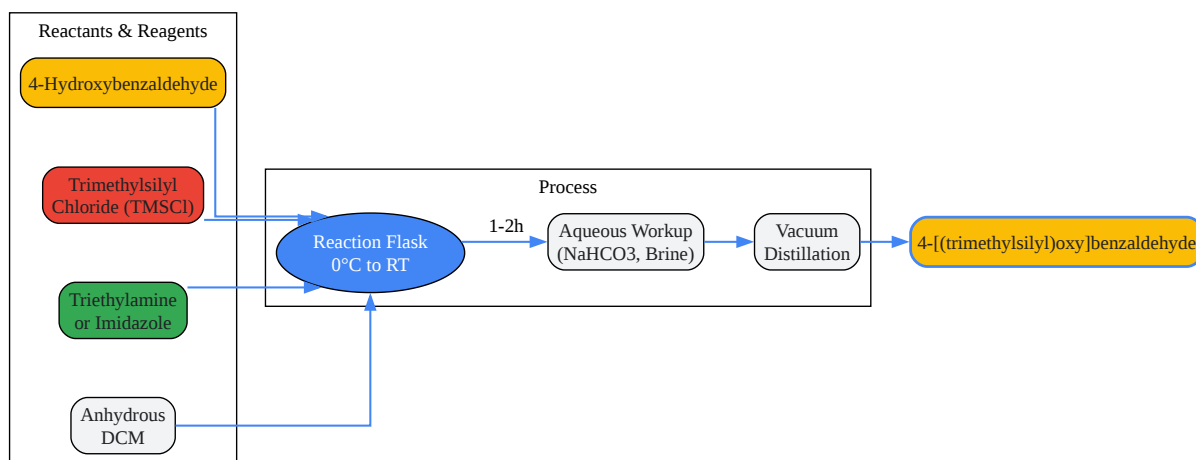 Reactants & Reagents
4-Hydroxybenzaldehyde
Trimethylsilyl
Chloride (TMSCl)
Triethylamine
or Imidazole
Anhydrous
DCM
Process
Reaction Flask
0°C to RT
1-2h
Aqueous Workup
(NaHCO3, Brine)
Vacuum
Distillation
4-[(trimethylsilyl)oxy]benzaldehyde